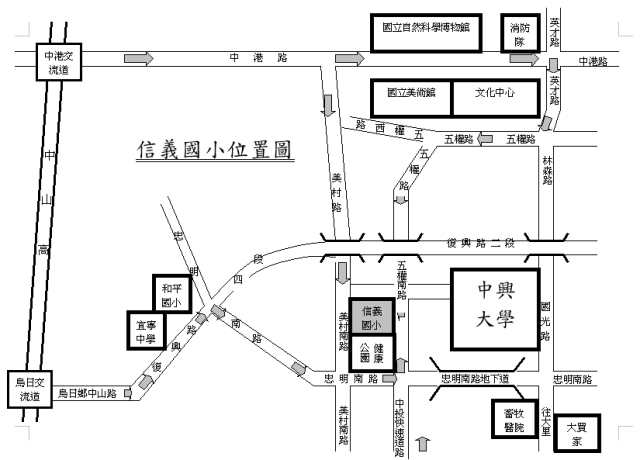 國立自然科學博物館
消防
隊
英才路
中港交
流道
中港路
中港路
英才路
國立美術館
文化中心
五權西路
五權路
五權路
五權路
信義國小位置圖
中山高
美村路
林森路
忠明南路
復興路四段
復興路二段
五權南路
和平
國小
宜寧
中學
信義
國小
中興
大學
國光路
美村南路
公園
健康
烏日交
流道
烏日鄉中山路
忠明南路
忠明南路地下道
忠明南路
美村南路
中投快速道路
畜牧
醫院
往大里
大買
家